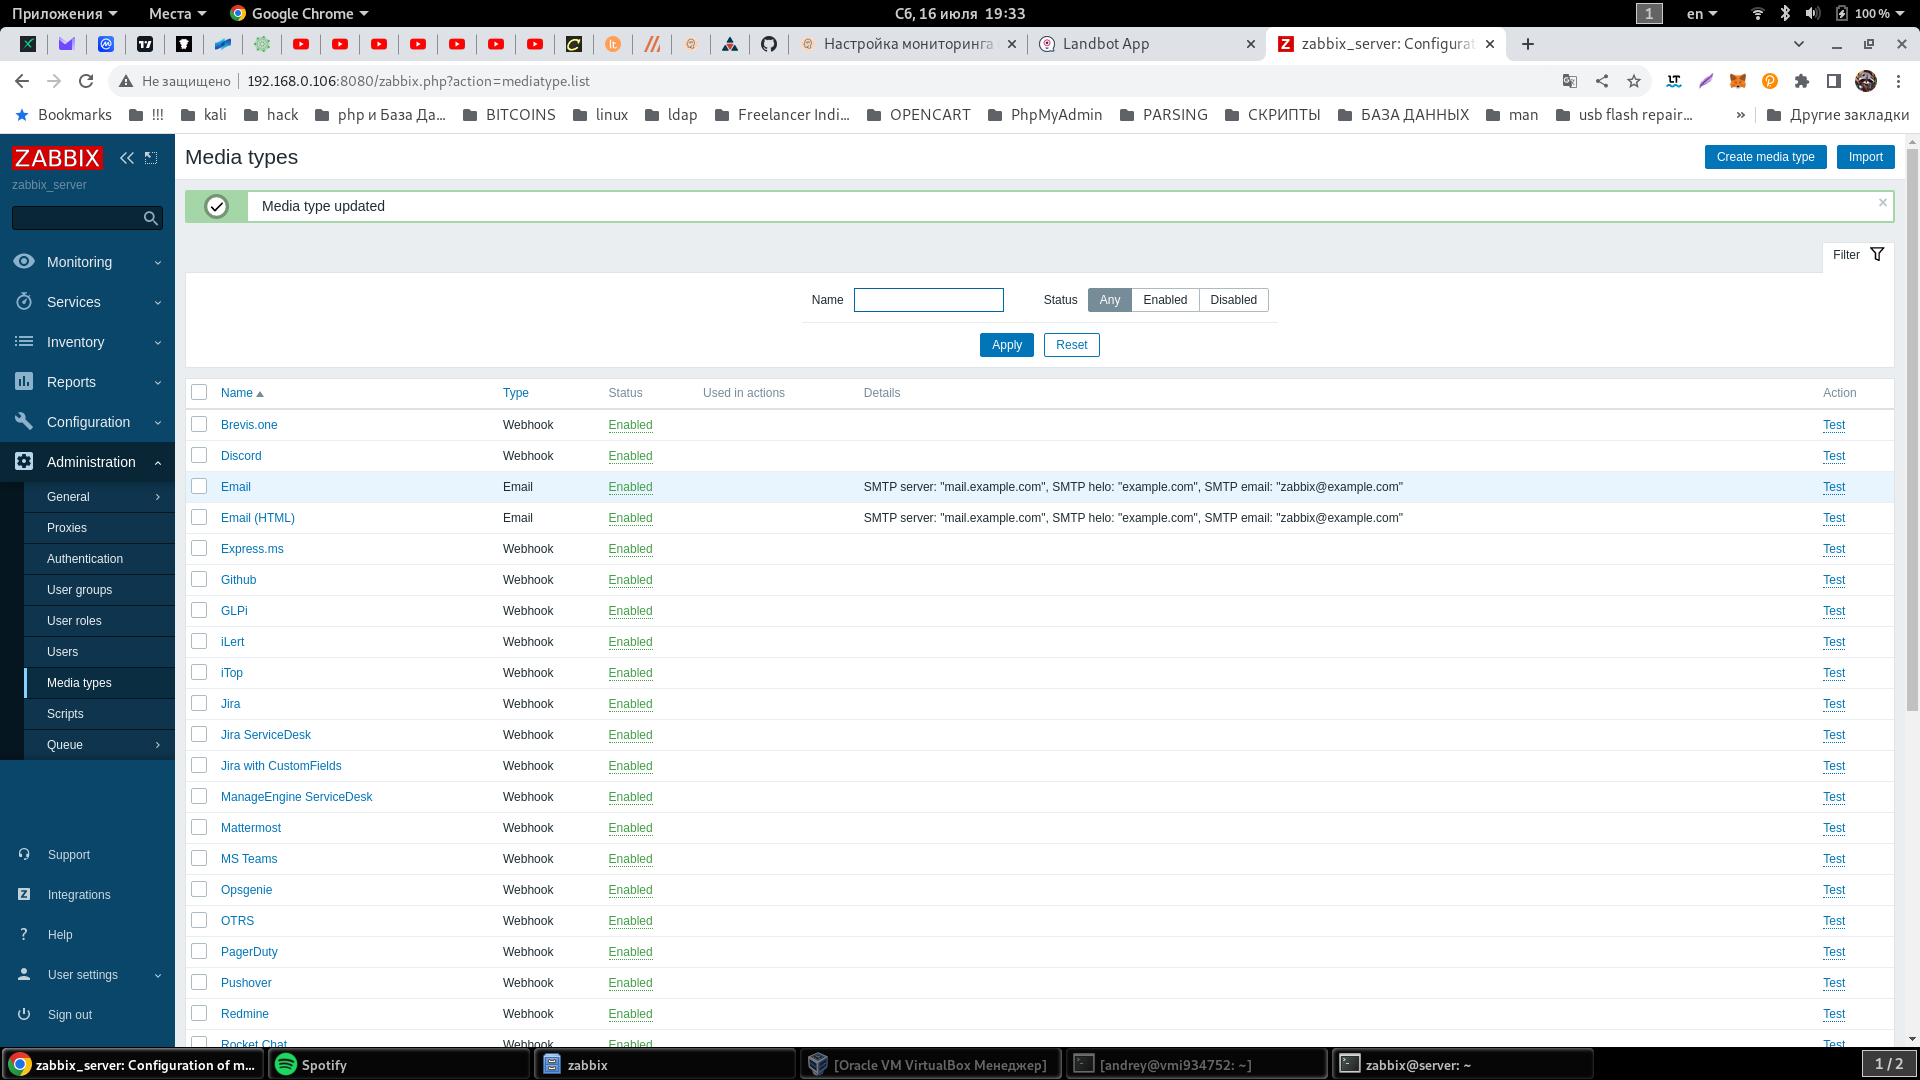 Приложения Места Google Chrome Сб, 16 июля 19:33 1 en 100 %
Настройка мониторинга Landbot App zabbix_server: Configurat
Не защищено 192.168.0.106:8080/zabbix.php?action=mediatype.list
Bookmarks !!! kali hack php и База Да... BITCOINS linux ldap Freelancer Indi... OPENCART PhpMyAdmin PARSING СКРИПТЫ БАЗА ДАННЫХ man usb flash repair... » Другие закладки
ZABBIX
zabbix_server
Monitoring
Services
Inventory
Reports
Configuration
Administration
General
Proxies
Authentication
User groups
User roles
Users
Media types
Scripts
Queue
Support
Integrations
Help
User settings
Sign out
Media types Create media type Import
Media type updated
Filter
Name Status Any Enabled Disabled
Apply Reset
Name Type Status Used in actions Details Action
Brevis.one Webhook Enabled Test
Discord Webhook Enabled Test
Email Email Enabled SMTP server: "mail.example.com", SMTP helo: "example.com", SMTP email: "zabbix@example.com" Test
Email (HTML) Email Enabled SMTP server: "mail.example.com", SMTP helo: "example.com", SMTP email: "zabbix@example.com" Test
Express.ms Webhook Enabled Test
Github Webhook Enabled Test
GLPi Webhook Enabled Test
iLert Webhook Enabled Test
iTop Webhook Enabled Test
Jira Webhook Enabled Test
Jira ServiceDesk Webhook Enabled Test
Jira with CustomFields Webhook Enabled Test
ManageEngine ServiceDesk Webhook Enabled Test
Mattermost Webhook Enabled Test
MS Teams Webhook Enabled Test
Opsgenie Webhook Enabled Test
OTRS Webhook Enabled Test
PagerDuty Webhook Enabled Test
Pushover Webhook Enabled Test
Redmine Webhook Enabled Test
Rocket.Chat Webhook Enabled Test
zabbix_server: Configuration of m... Spotify zabbix [Oracle VM VirtualBox Менеджер] [andrey@vmi934752: ~] zabbix@server: ~ 1 / 2